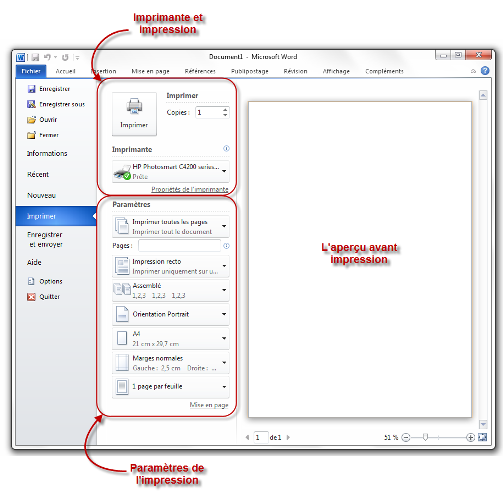 Imprimante et
impression
Document1 - Microsoft Word
Fichier Accueil Insertion Mise en page Références Publipostage Révision Affichage Compléments
Enregistrer
Enregistrer sous
Ouvrir
Fermer
Informations
Récent
Nouveau
Imprimer
Enregistrer
et envoyer
Aide
Options
Quitter
Imprimer
Imprimer
Copies : 1
Imprimante
HP Photosmart C4200 series...
Prête
Propriétés de l'imprimante
Paramètres
Imprimer toutes les pages
Imprimer tout le document
Pages :
Impression recto
Imprimer uniquement sur u...
Assemblé
1,2,3 1,2,3 1,2,3
Orientation Portrait
A4
21 cm x 29,7 cm
Marges normales
Gauche : 2,5 cm Droite : ...
1 page par feuille
Mise en page
L'aperçu avant
impression
1 de 1
51 %
Paramètres de
l'impression